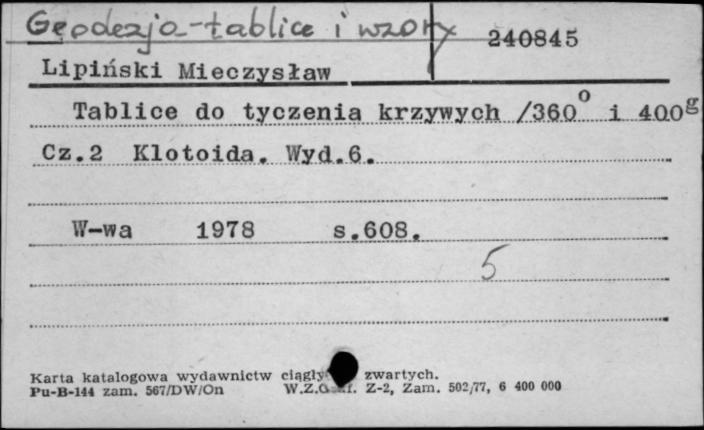 Geodezja - tablice i wzory
240845
Lipiński Mieczysław
Tablice do tyczenia krzywych /360° i 400g
Cz.2 Klotoida. Wyd.6.
W-wa 1978 s.608.
5
Karta katalogowa wydawnictw zwartych.
Pu-B-144 zam. 567/DW/On Z-2, Zam. 502/77, 6 400 000